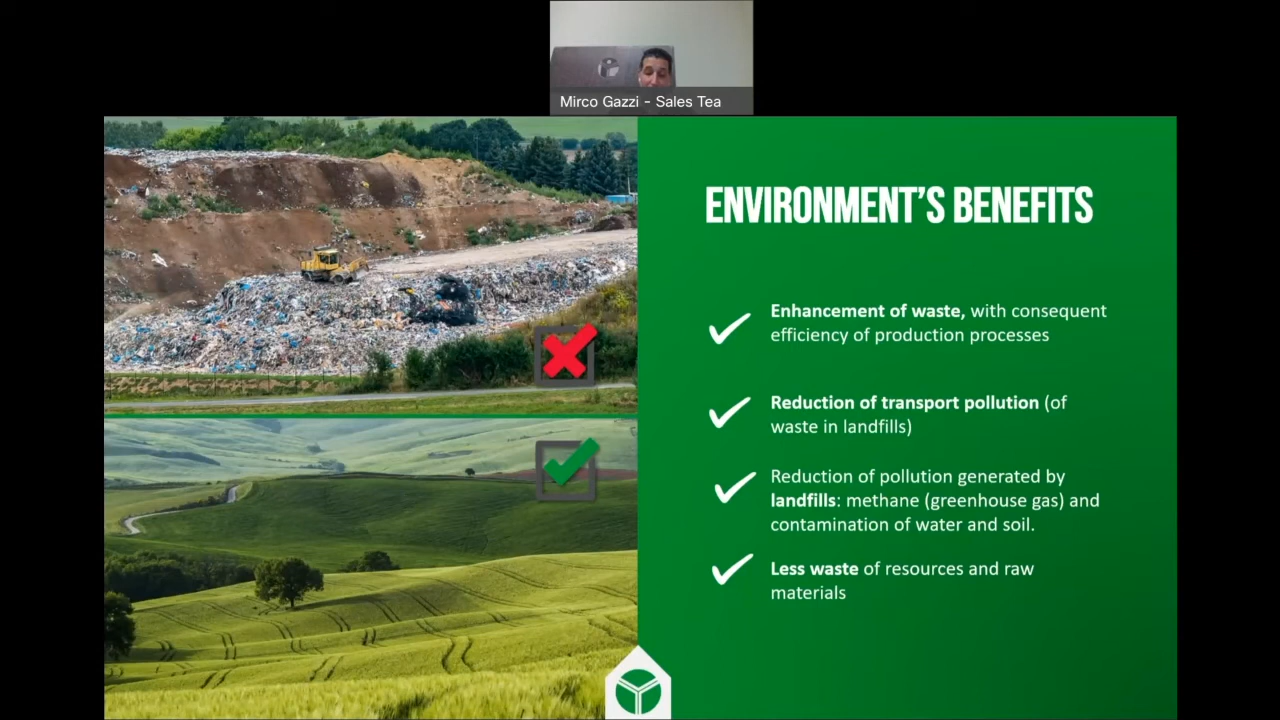 Mirco Gazzi - Sales Tea
ENVIRONMENT'S BENEFITS
Enhancement of waste, with consequent
efficiency of production processes
Reduction of transport pollution (of
waste in landfills)
Reduction of pollution generated by
landfills: methane (greenhouse gas) and
contamination of water and soil.
Less waste of resources and raw
materials